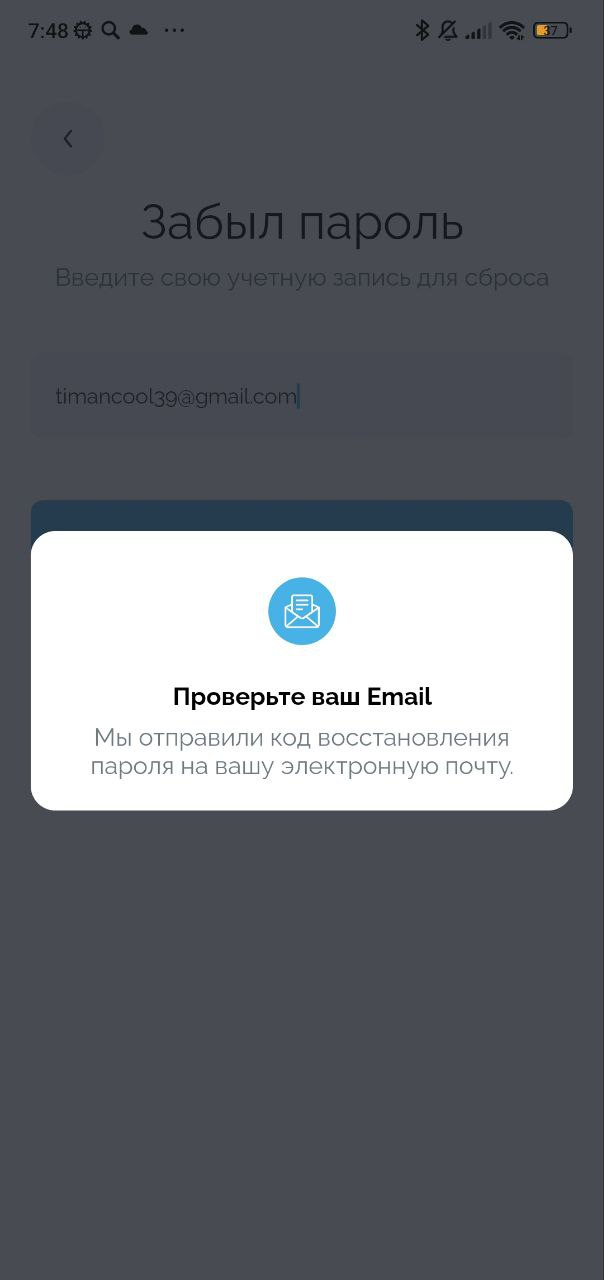 7:48
37
Забыл пароль
Введите свою учетную запись для сброса
timancool39@gmail.com
Проверьте ваш Email
Мы отправили код восстановления
пароля на вашу электронную почту.